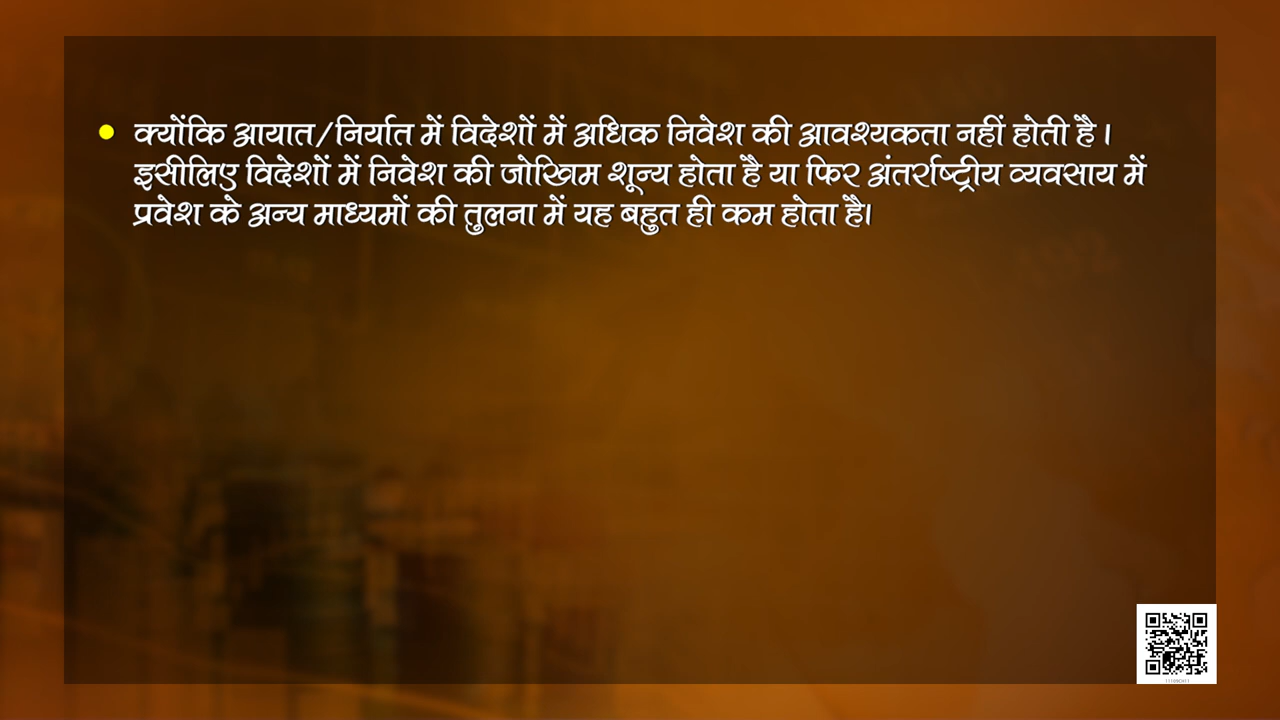 क्योंकि आयात/निर्यात में विदेशों में अधिक निवेश की आवश्यकता नहीं होती है ।
इसीलिए विदेशों में निवेश की जोखिम शून्य होता है या फिर अंतर्राष्ट्रीय व्यवसाय में
प्रवेश के अन्य माध्यमों की तुलना में यह बहुत ही कम होता है।